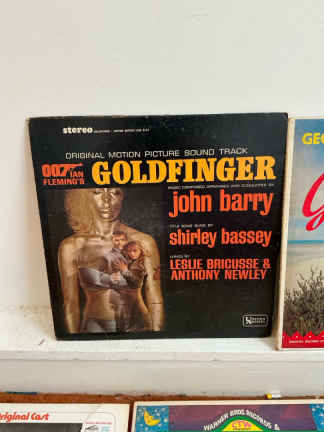 stereo
ORIGINAL MOTION PICTURE SOUND TRACK
007 IAN
FLEMING'S
GOLDFINGER
MUSIC COMPOSED, ARRANGED AND CONDUCTED BY
john barry
TITLE SONG SUNG BY
shirley bassey
LYRICS BY
LESLIE BRICUSSE &
ANTHONY NEWLEY
UNITED
ARTISTS
GEO
Original Cast
WARNER BROS. RECORDS &